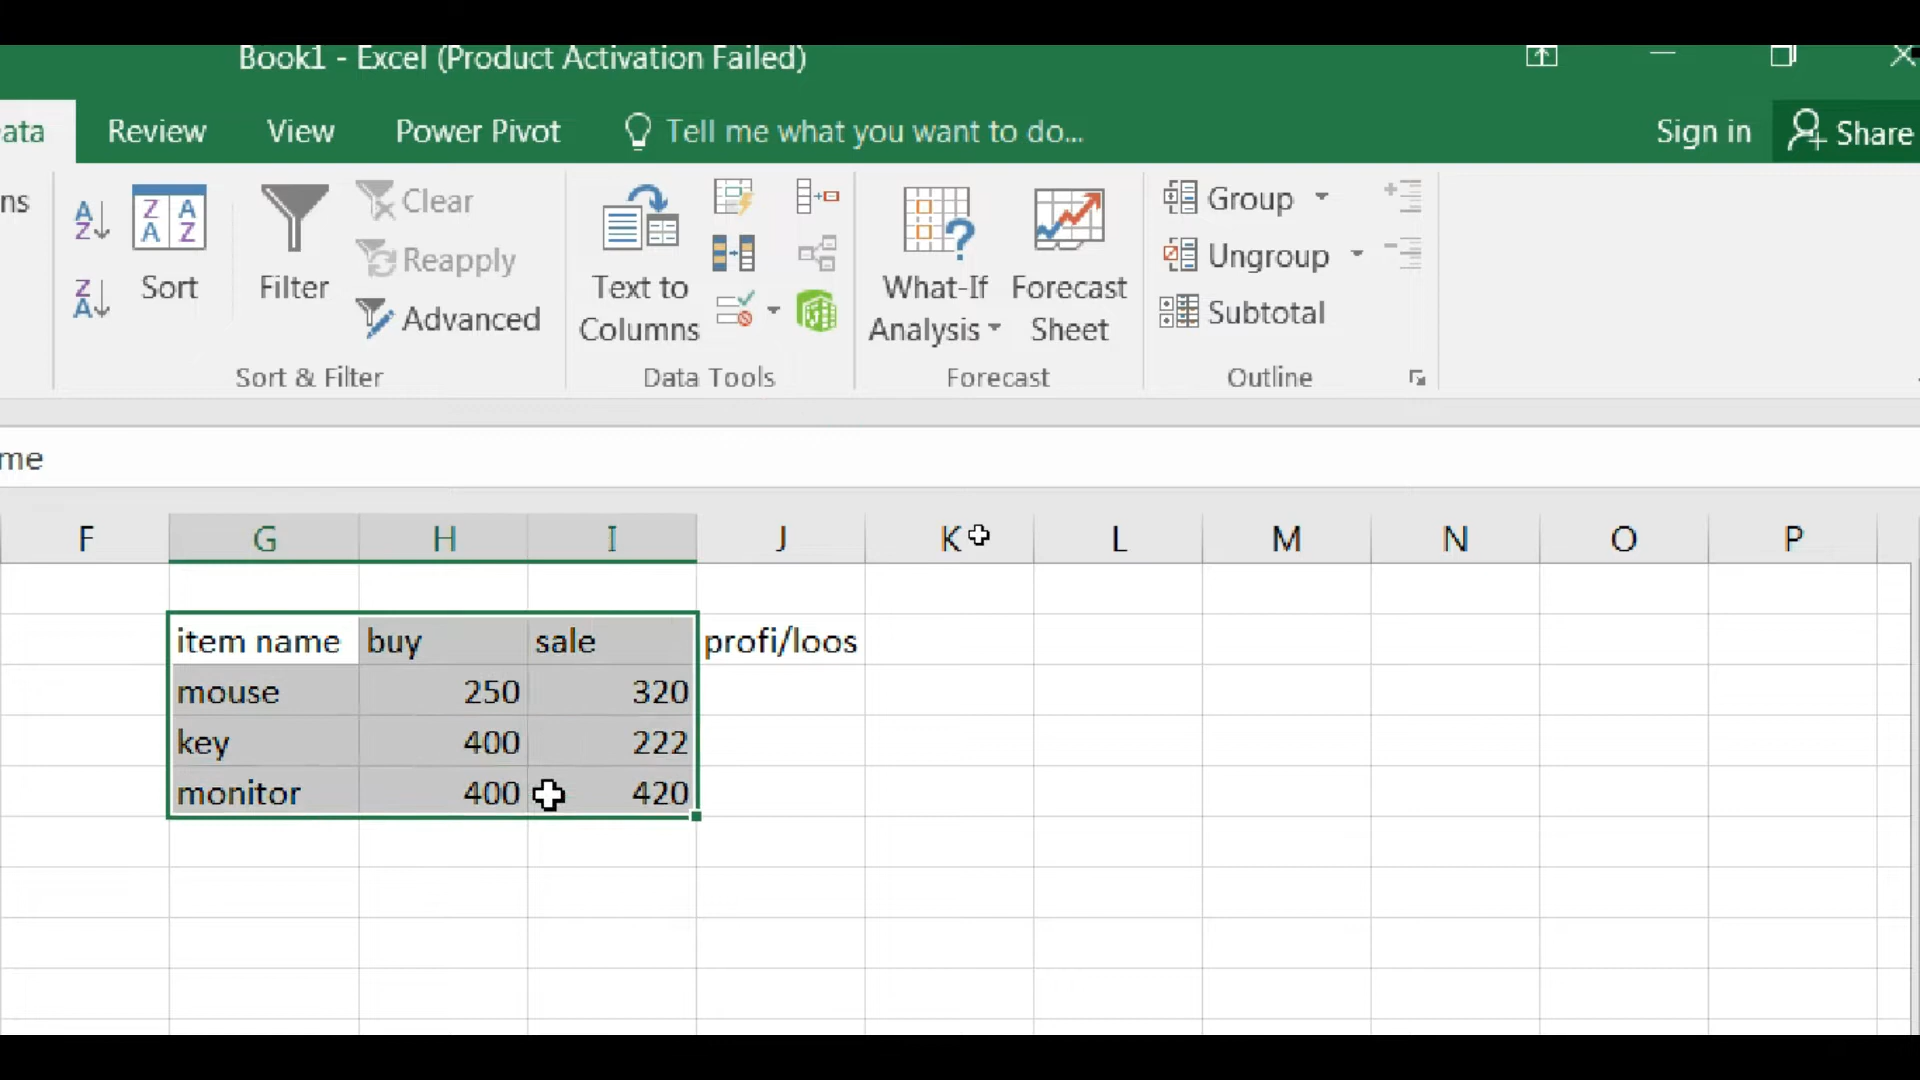 Book1 - Excel (Product Activation Failed)
ata Review View Power Pivot Tell me what you want to do... Sign in Share
ns
Sort
Filter
Clear
Reapply
Advanced
Sort & Filter
Text to
Columns
Data Tools
What-If
Analysis
Forecast
Sheet
Forecast
Group
Ungroup
Subtotal
Outline
me
F G H I J K L M N O P
item name buy sale profi/loos
mouse 250 320
key 400 222
monitor 400 420